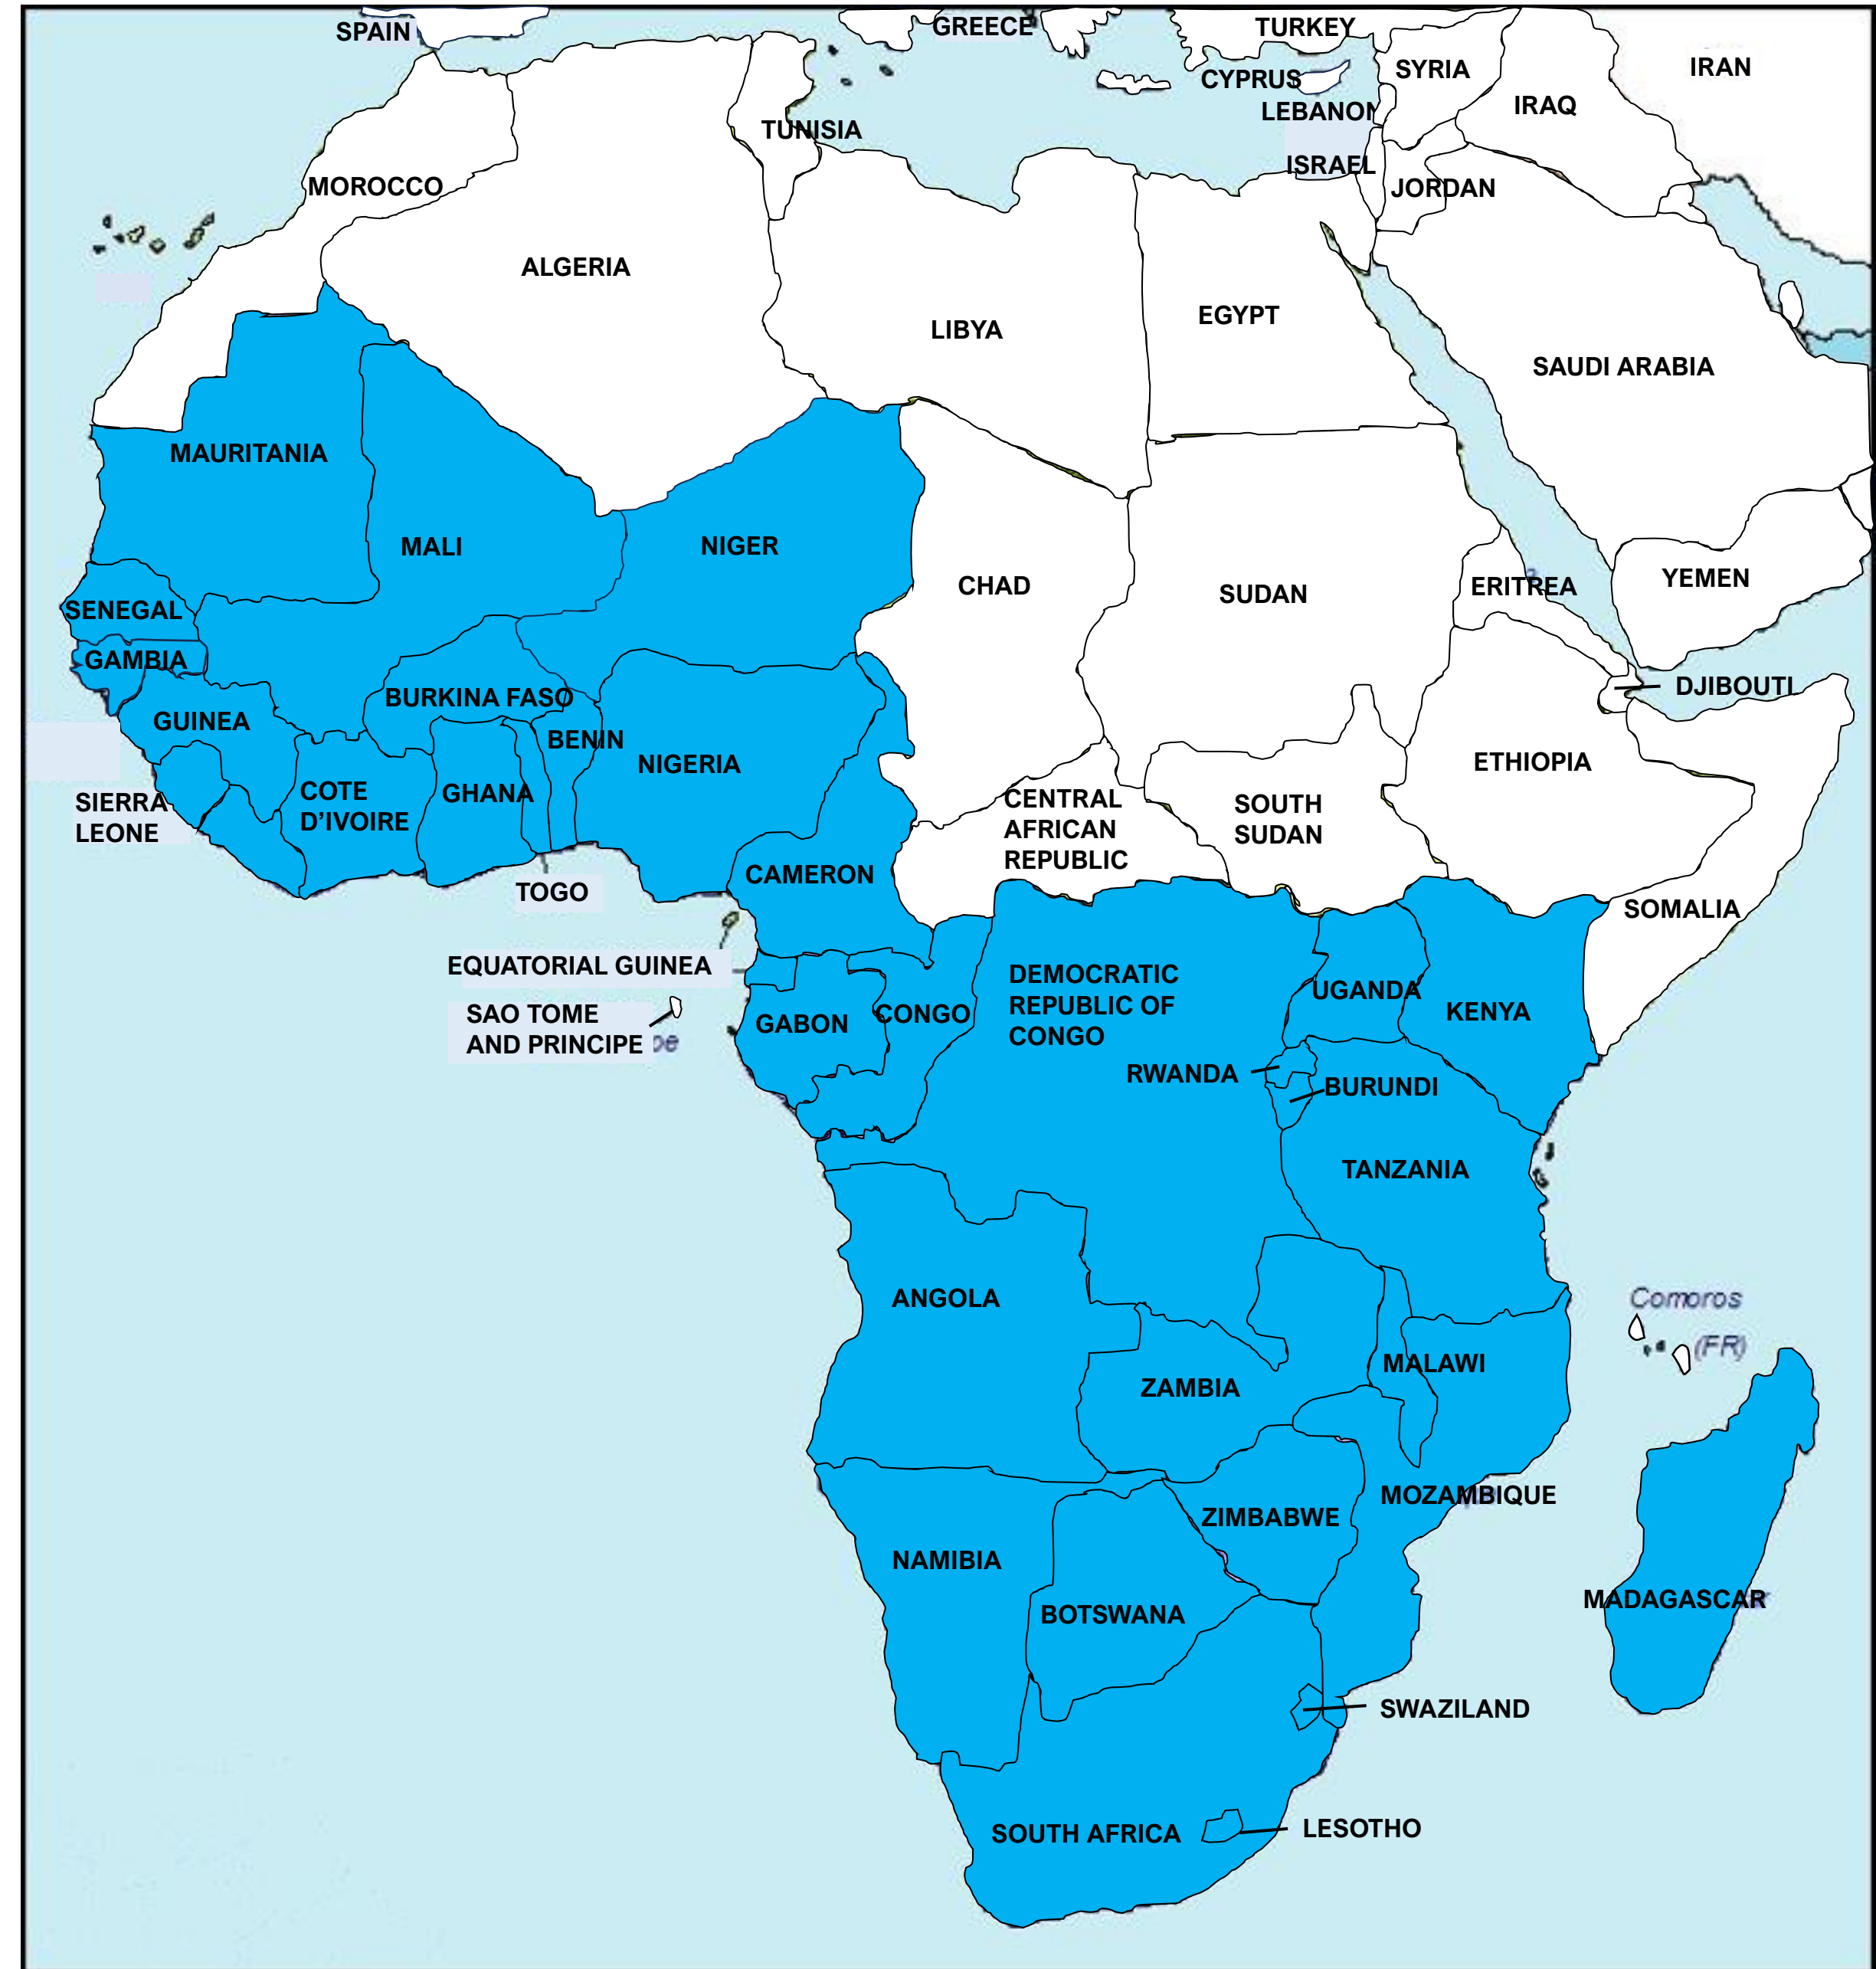 SPAIN
GREECE
TURKEY
CYPRUS
SYRIA
IRAN
LEBANON
IRAQ
TUNISIA
ISRAEL
JORDAN
MOROCCO
ALGERIA
LIBYA
EGYPT
SAUDI ARABIA
MAURITANIA
MALI
NIGER
CHAD
SUDAN
ERITREA
YEMEN
SENEGAL
GAMBIA
BURKINA FASO
DJIBOUTI
GUINEA
BENIN
NIGERIA
ETHIOPIA
SIERRA
LEONE
COTE
D’IVOIRE
GHANA
CENTRAL
AFRICAN
REPUBLIC
SOUTH
SUDAN
TOGO
CAMERON
SOMALIA
EQUATORIAL GUINEA
DEMOCRATIC
REPUBLIC OF
CONGO
UGANDA
KENYA
SAO TOME
AND PRINCIPE
GABON
CONGO
RWANDA
BURUNDI
TANZANIA
ANGOLA
Comoros
(FR)
MALAWI
ZAMBIA
MOZAMBIQUE
ZIMBABWE
NAMIBIA
BOTSWANA
MADAGASCAR
SWAZILAND
SOUTH AFRICA
LESOTHO